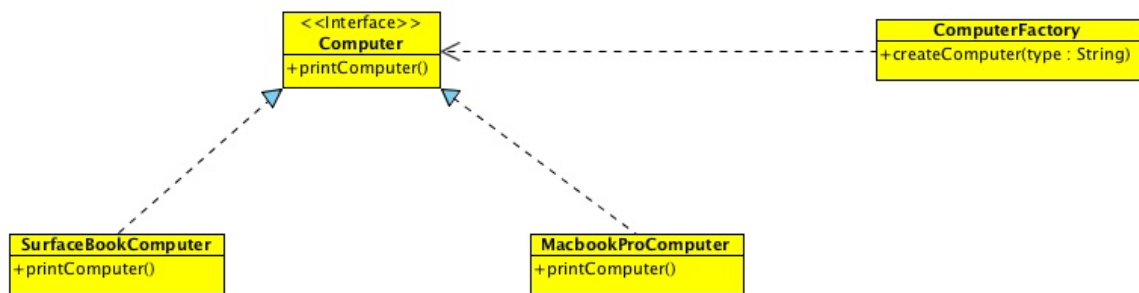 <<Interface>>
Computer
+printComputer()
ComputerFactory
+createComputer(type : String)
SurfaceBookComputer
+printComputer()
MacbookProComputer
+printComputer()